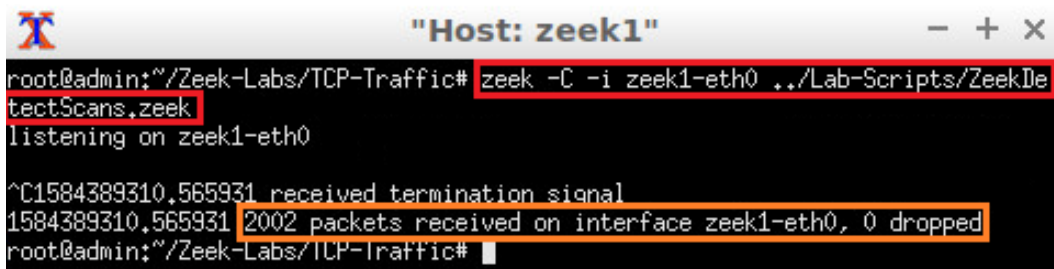 "Host: zeek1"
root@admin:~/Zeek-Labs/TCP-Traffic# zeek -C -i zeek1-eth0 ../Lab-Scripts/ZeekDe
tectScans.zeek
listening on zeek1-eth0
^C1584389310.565931 received termination signal
1584389310.565931 2002 packets received on interface zeek1-eth0, 0 dropped
root@admin:~/Zeek-Labs/TCP-Traffic#